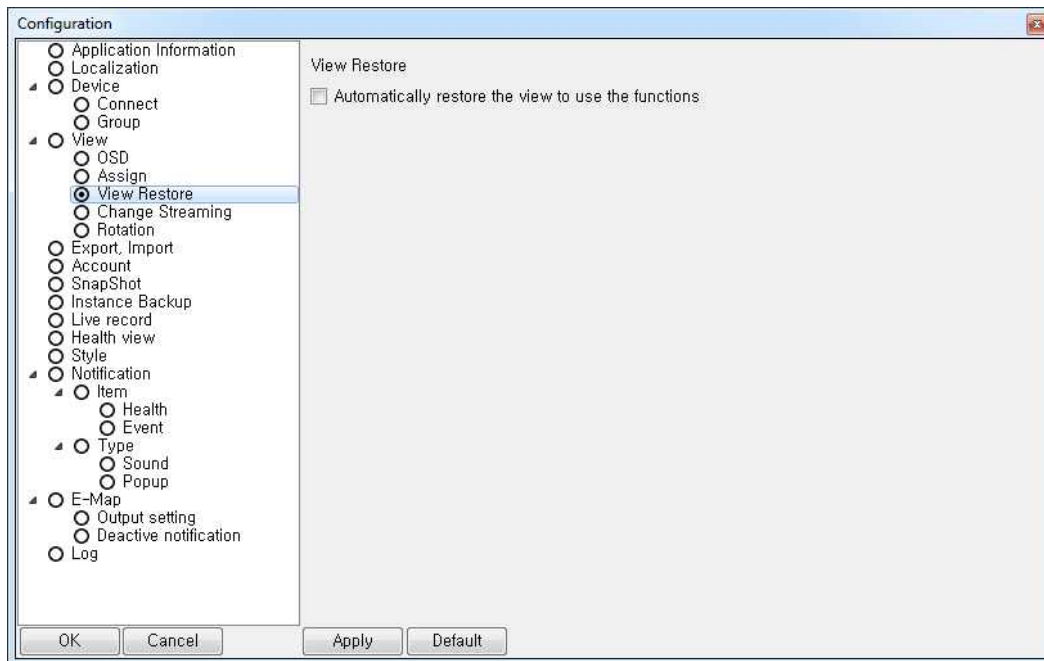 Configuration
Application Information
Localization
Device
Connect
Group
View
OSD
Assign
View Restore
Change Streaming
Rotation
Export, Import
Account
SnapShot
Instance Backup
Live record
Health view
Style
Notification
Item
Health
Event
Type
Sound
Popup
E-Map
Output setting
Deactive notification
Log
View Restore
Automatically restore the view to use the functions
OK
Cancel
Apply
Default